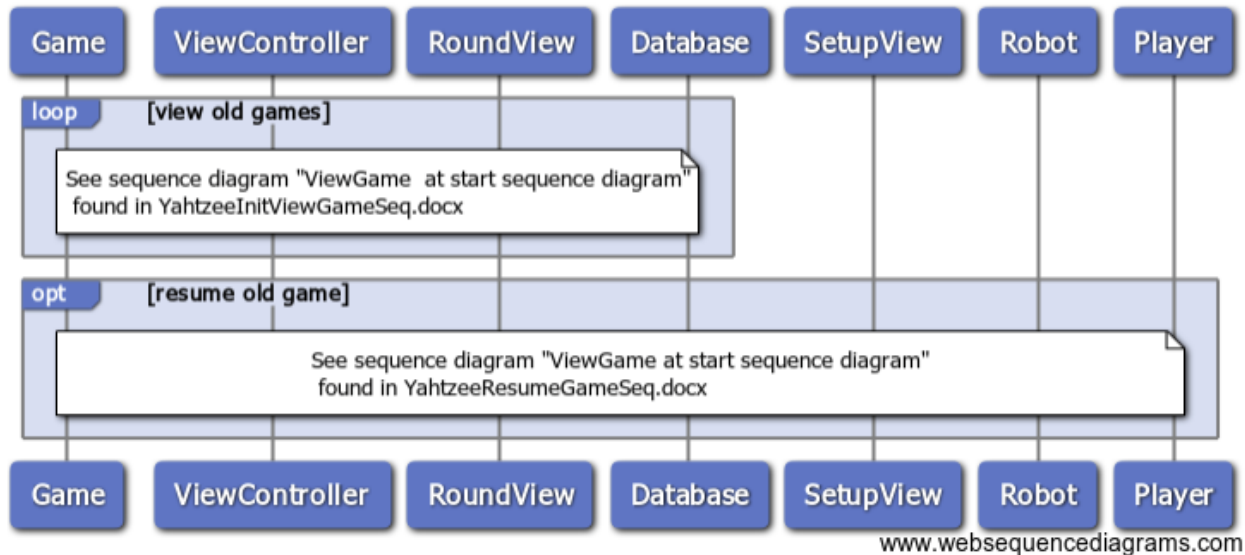 Game ViewController RoundView Database SetupView Robot Player
loop [view old games]
See sequence diagram "ViewGame  at start sequence diagram"
found in YahtzeeInitViewGameSeq.docx
opt [resume old game]
See sequence diagram "ViewGame at start sequence diagram"
found in YahtzeeResumeGameSeq.docx
Game ViewController RoundView Database SetupView Robot Player
www.websequencediagrams.com